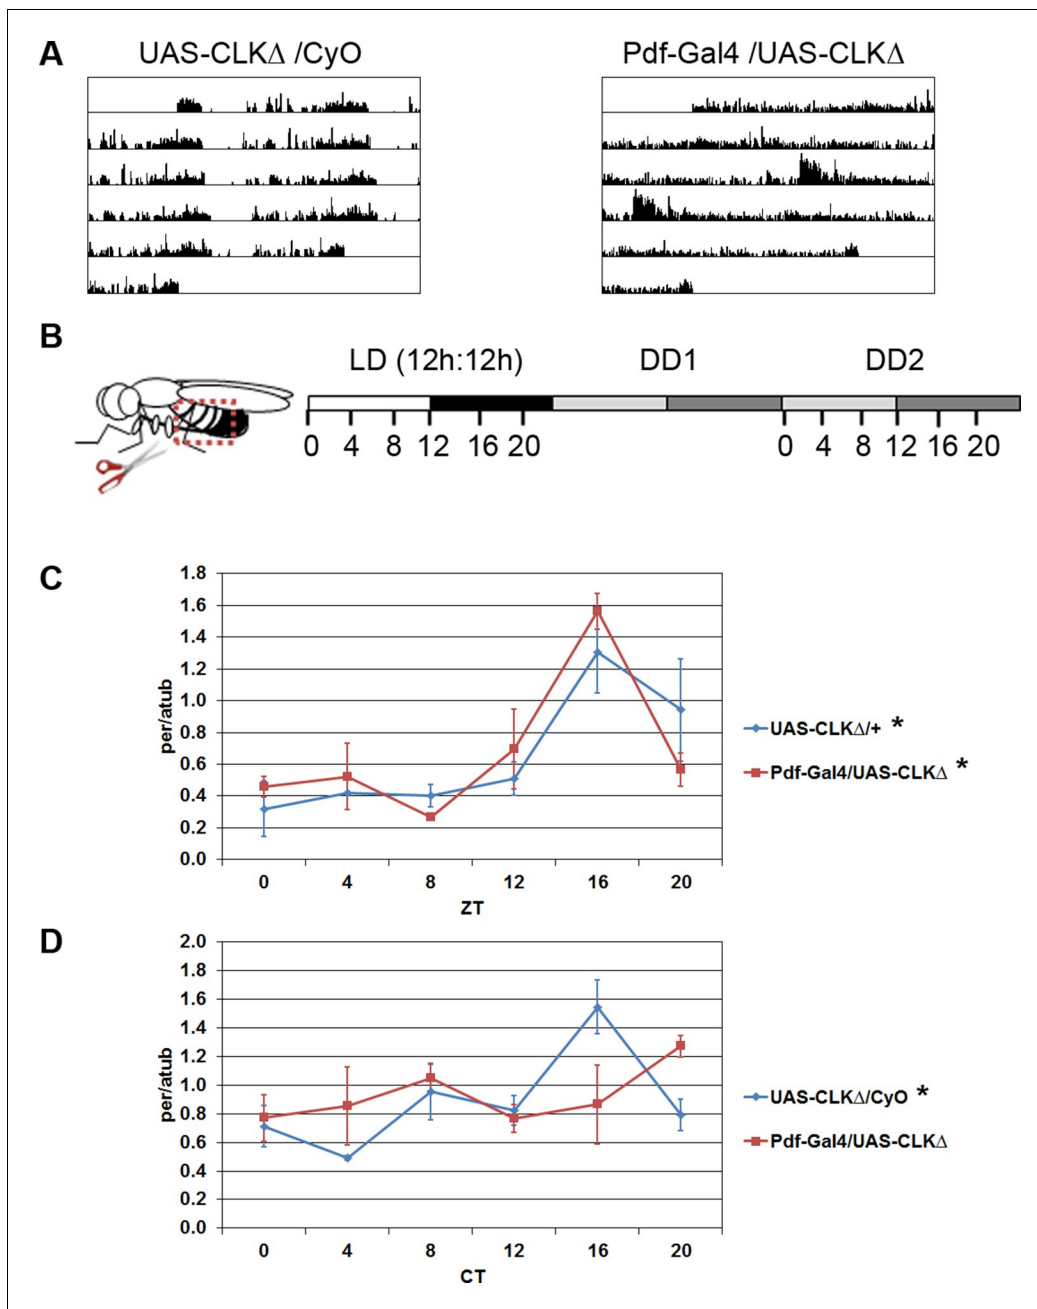 A
UAS-CLKΔ /CyO
Pdf-Gal4 /UAS-CLKΔ
B
LD (12h:12h)
DD1
DD2
0 4 8 12 16 20
0 4 8 12 16 20
C
1.8
1.6
1.4
1.2
1.0
0.8
0.6
0.4
0.2
0.0
per/atub
0 4 8 12 16 20
ZT
UAS-CLKΔ/+ *
Pdf-Gal4/UAS-CLKΔ *
D
2.0
1.8
1.6
1.4
1.2
1.0
0.8
0.6
0.4
0.2
0.0
per/atub
0 4 8 12 16 20
CT
UAS-CLKΔ/CyO *
Pdf-Gal4/UAS-CLKΔ